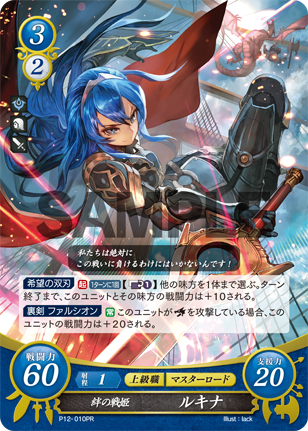 3
2
SAMPLE
私たちは絶対に
この戦いに負けるわけにはいかないんです!
希望の双刃 起 1ターンに1回 [1] 他の味方を1体まで選ぶ。ターン
終了まで、このユニットとその味方の戦闘力は+10される。
裏剣 ファルシオン 常 このユニットが を攻撃している場合、この
ユニットの戦闘力は+20される。
戦闘力
60
射程 1 上級職 マスターロード
支援力
20
絆の戦姫 ルキナ
P12-010PR
Illust:lack